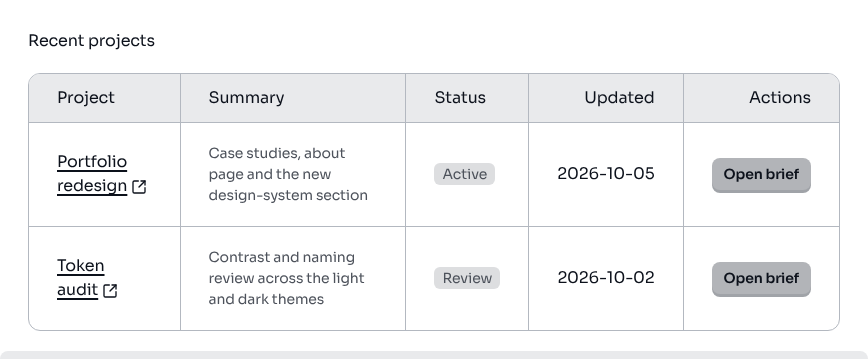 Recent projects
Project
Summary
Status
Updated
Actions
Portfolio
redesign
Case studies, about
page and the new
design-system section
Active
2026-10-05
Open brief
Token
audit
Contrast and naming
review across the light
and dark themes
Review
2026-10-02
Open brief